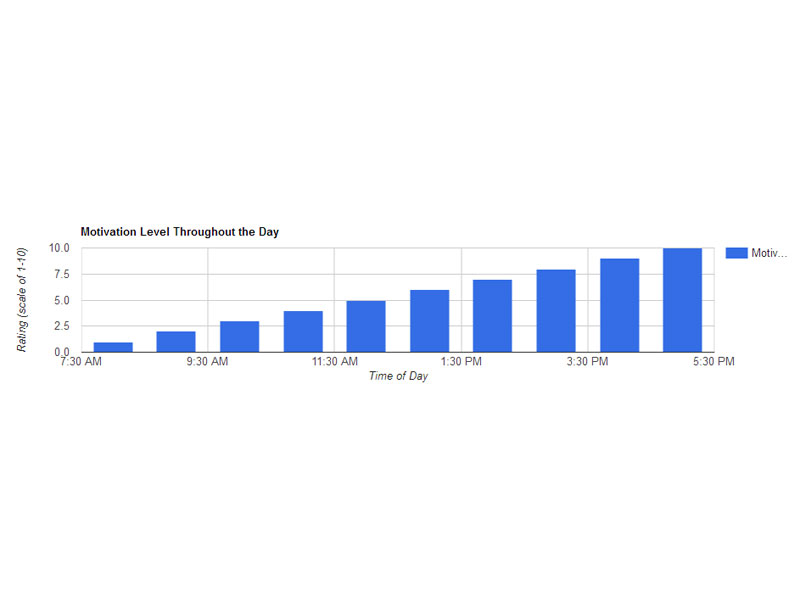 Motivation Level Throughout the Day
Rating (scale of 1-10)
10.0
7.5
5.0
2.5
0.0
7:30 AM 9:30 AM 11:30 AM 1:30 PM 3:30 PM 5:30 PM
Time of Day
Motiv...